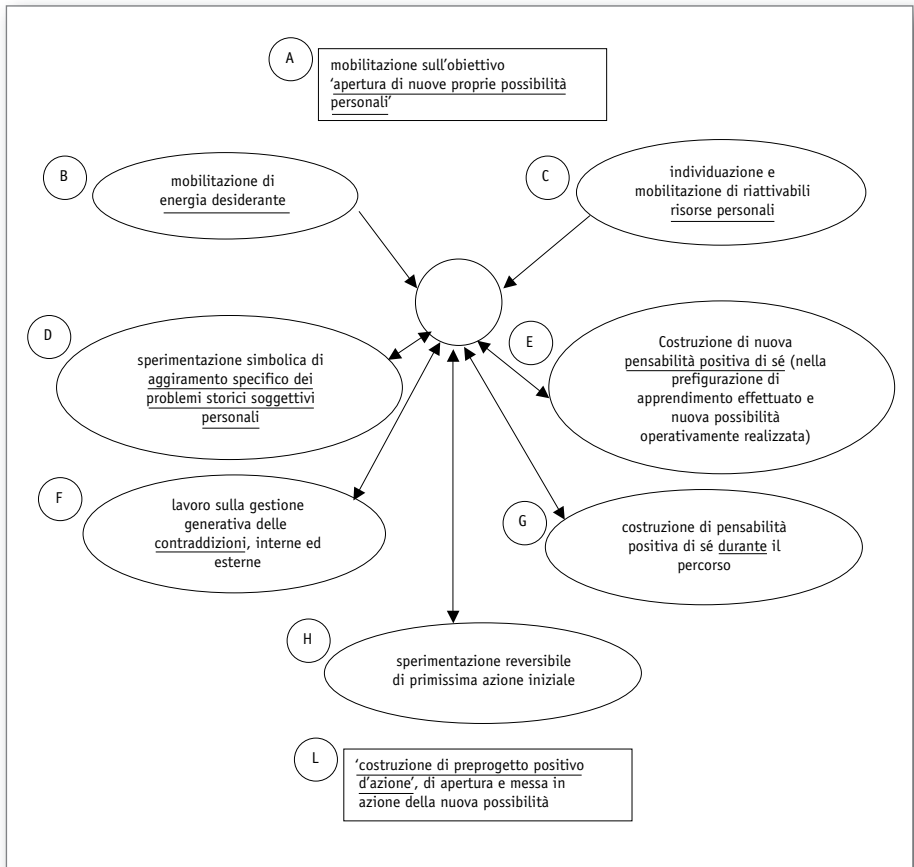 A
mobilitazione sull'obiettivo
'apertura di nuove proprie possibilità
personali'
B
mobilitazione di
energia desiderante
C
individuazione e
mobilitazione di riattivabili
risorse personali
D
sperimentazione simbolica di
aggiramento specifico dei
problemi storici soggettivi
personali
E
Costruzione di nuova
pensabilità positiva di sé (nella
prefigurazione di
apprendimento effettuato e
nuova possibilità
operativamente realizzata)
F
lavoro sulla gestione
generativa delle
contraddizioni, interne ed
esterne
G
costruzione di pensabilità
positiva di sé durante il
percorso
H
sperimentazione reversibile
di primissima azione iniziale
L
'costruzione di preprogetto positivo
d'azione', di apertura e messa in
azione della nuova possibilità